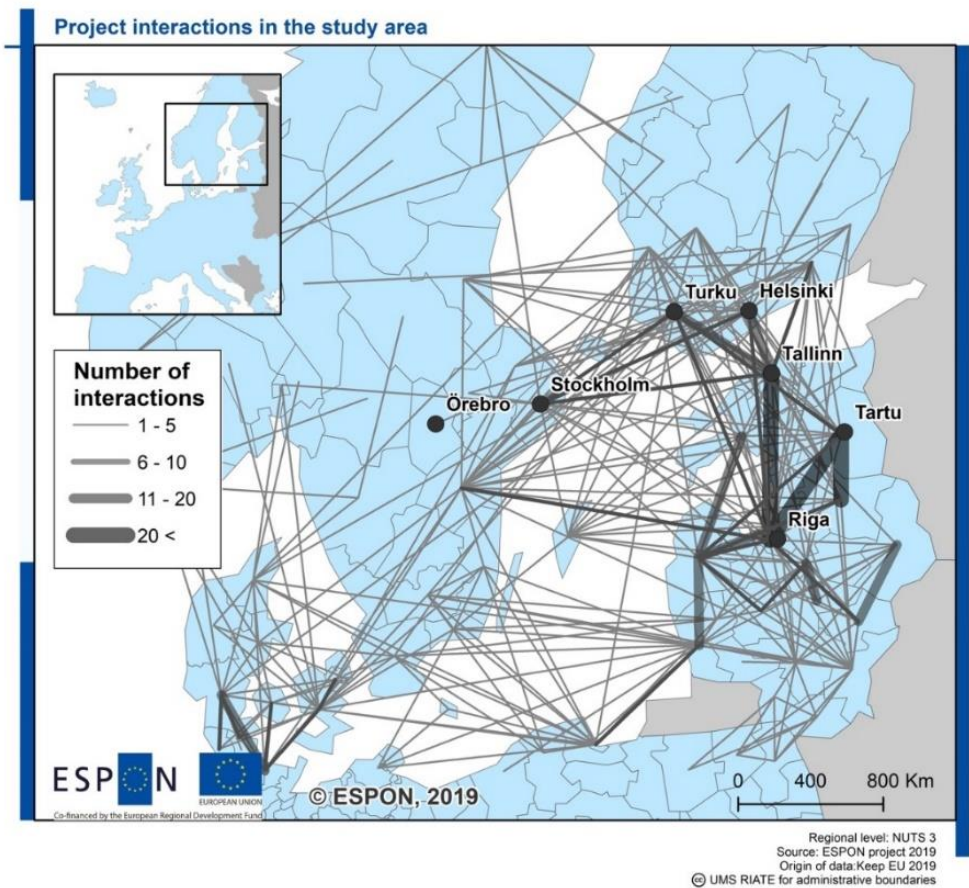 Project interactions in the study area
Turku
Helsinki
Tallinn
Stockholm
Örebro
Tartu
Riga
Number of
interactions
1 - 5
6 - 10
11 - 20
20 <
ESPON
EUROPEAN UNION
Co-financed by the European Regional Development Fund
© ESPON, 2019
0 400 800 Km
Regional level: NUTS 3
Source: ESPON project 2019
Origin of data:Keep EU 2019
(cc) UMS RIATE for administrative boundaries